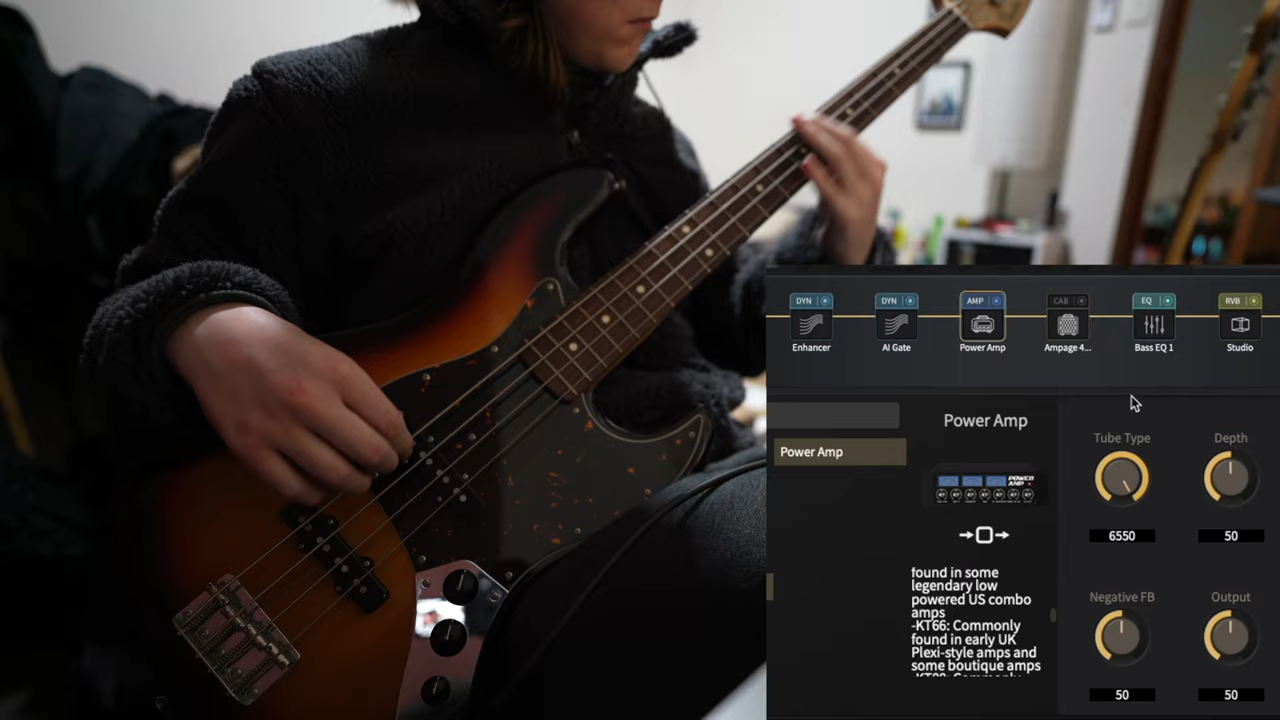 DYN
DYN
AMP
CAB
EQ
RVB
Enhancer
AI Gate
Power Amp
Ampage 4...
Bass EQ 1
Studio
Power Amp
Power Amp
POWER
AMP
found in some
legendary low
powered US combo
amps
-KT66: Commonly
found in early UK
Plexi-style amps and
some boutique amps
Tube Type
Depth
6550
50
Negative FB
Output
50
50